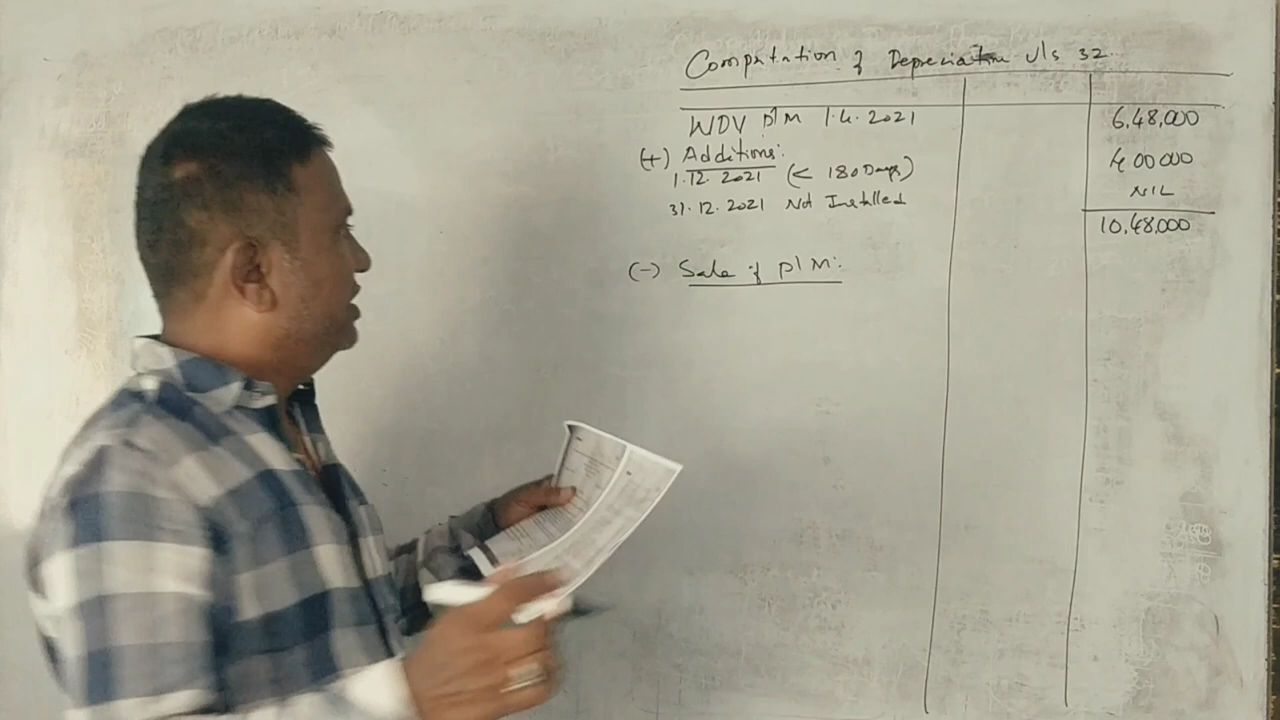 Computation of Depreciation U/s 32
WDV P/M 1.4.2021 6,48,000
(+) Additions:
1.12.2021 (< 180 Days) 4,00,000
31.12.2021 Not Installed NIL
10,48,000
(-) Sale of P/M: